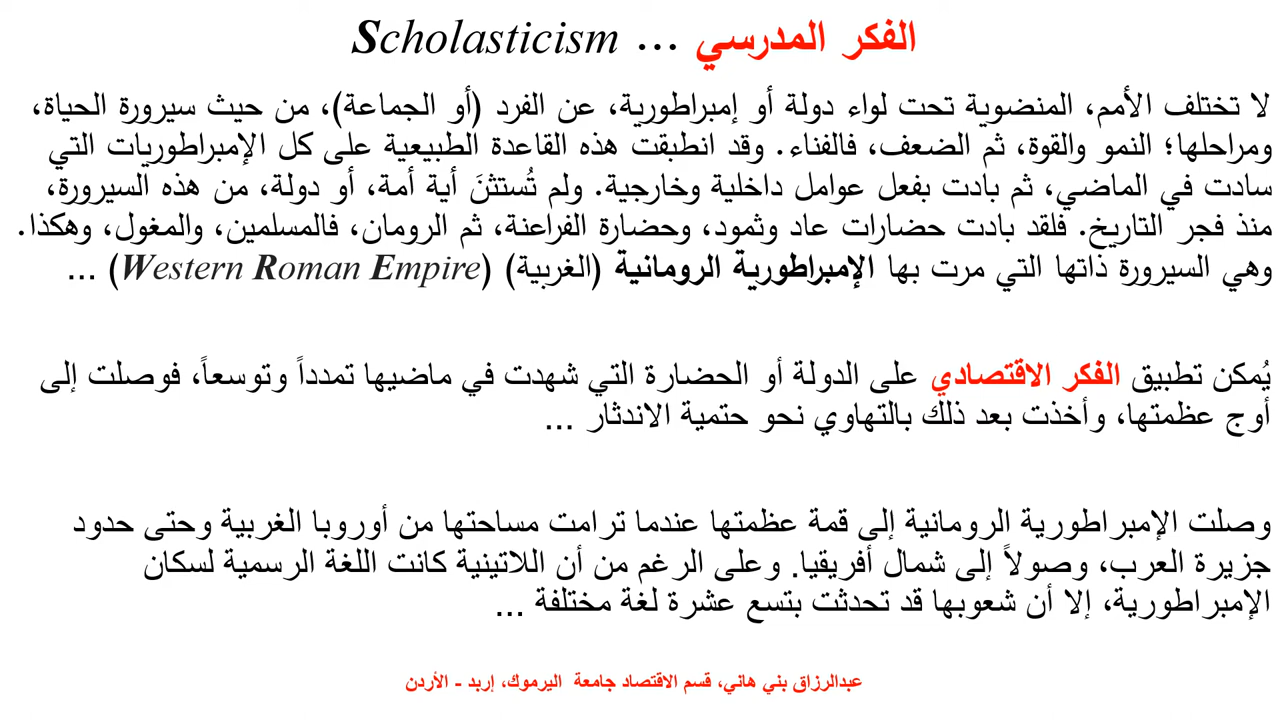 الفكر المدرسي ... Scholasticism
لا تختلف الأمم، المنضوية تحت لواء دولة أو إمبراطورية، عن الفرد (أو الجماعة)، من حيث سيرورة الحياة،
ومراحلها؛ النمو والقوة، ثم الضعف، فالفناء. وقد انطبقت هذه القاعدة الطبيعية على كل الإمبراطوريات التي
سادت في الماضي، ثم بادت بفعل عوامل داخلية وخارجية. ولم تُستثنَ أية أمة، أو دولة، من هذه السيرورة،
منذ فجر التاريخ. فلقد بادت حضارات عاد وثمود، وحضارة الفراعنة، ثم الرومان، فالمسلمين، والمغول، وهكذا.
وهي السيرورة ذاتها التي مرت بها الإمبراطورية الرومانية (الغربية) (Western Roman Empire) ...
يُمكن تطبيق الفكر الاقتصادي على الدولة أو الحضارة التي شهدت في ماضيها تمدداً وتوسعاً، فوصلت إلى
أوج عظمتها، وأخذت بعد ذلك بالتهاوي نحو حتمية الاندثار ...
وصلت الإمبراطورية الرومانية إلى قمة عظمتها عندما ترامت مساحتها من أوروبا الغربية وحتى حدود
جزيرة العرب، وصولاً إلى شمال أفريقيا. وعلى الرغم من أن اللاتينية كانت اللغة الرسمية لسكان
الإمبراطورية، إلا أن شعوبها قد تحدثت بتسع عشرة لغة مختلفة ...
عبدالرزاق بني هاني، قسم الاقتصاد جامعة اليرموك، إربد - الأردن